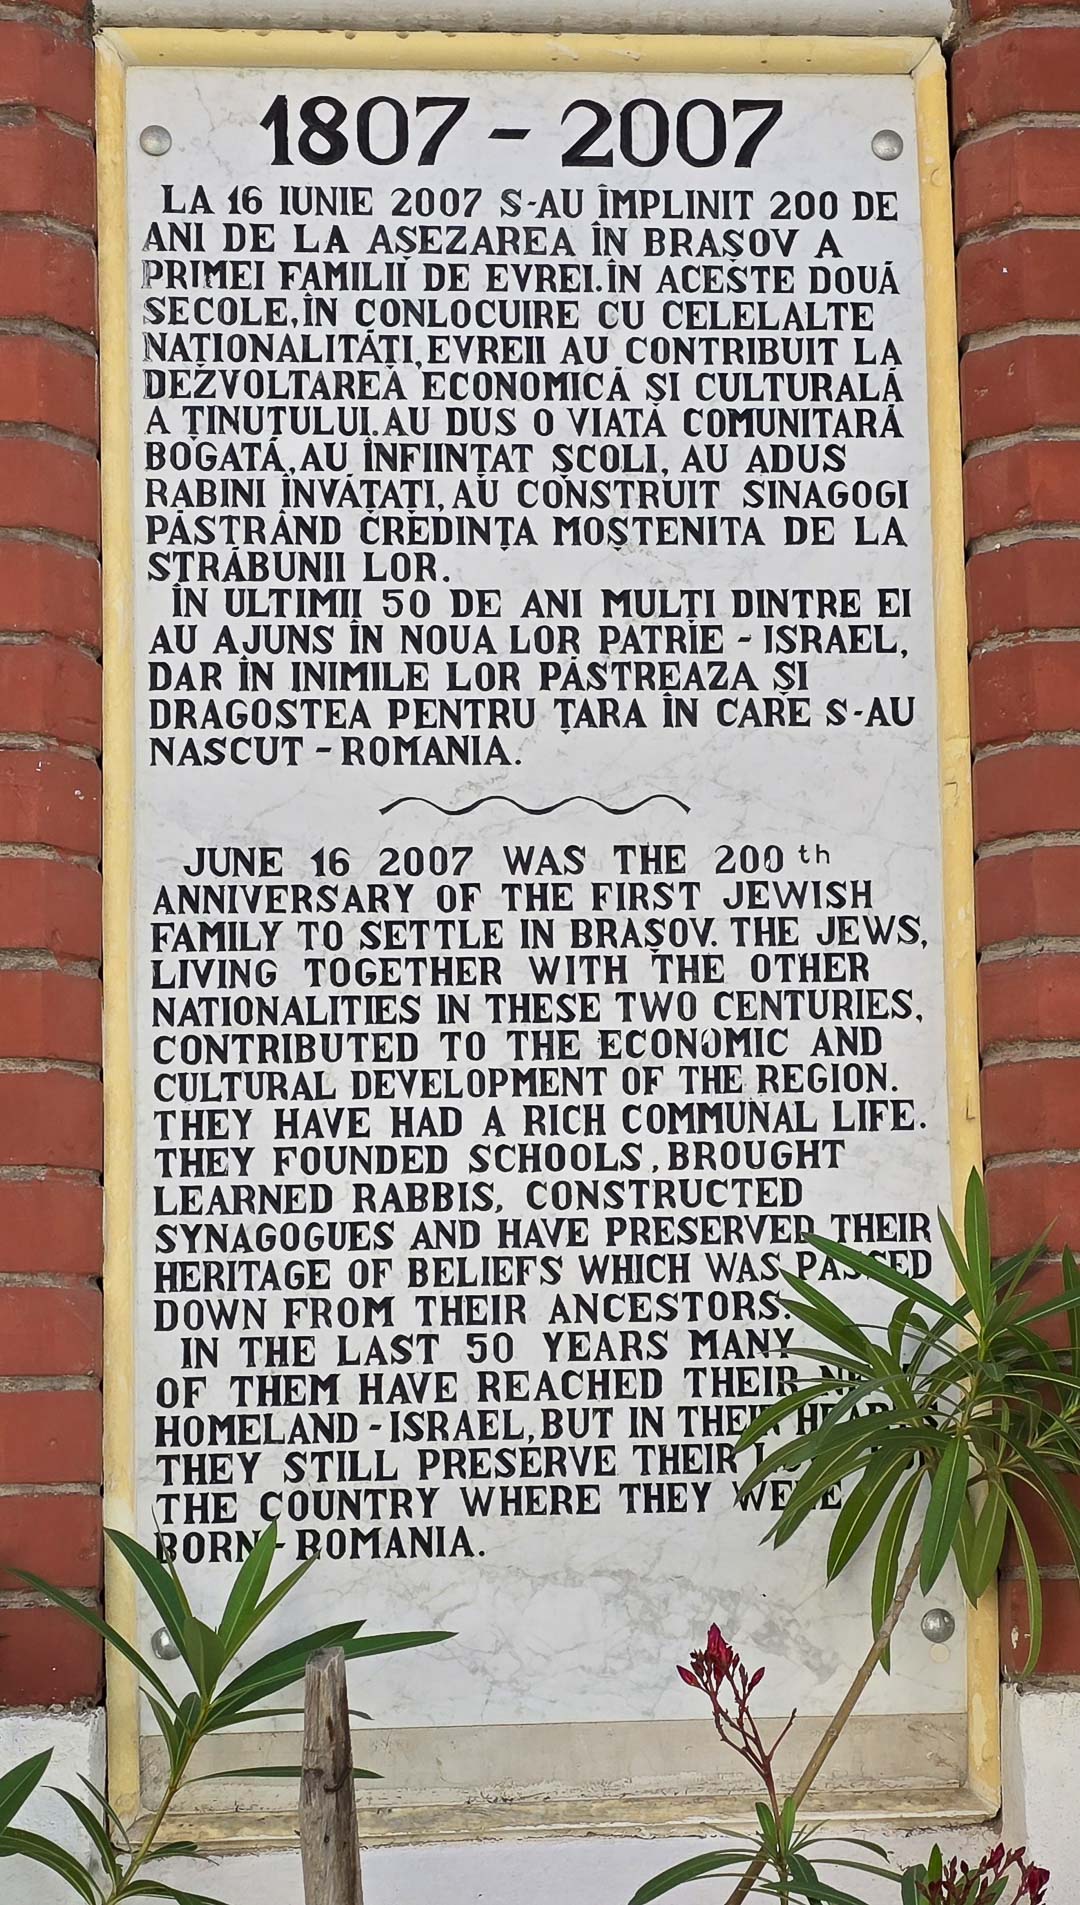 1807 - 2007
LA 16 IUNIE 2007 S-AU ÎMPLINIT 200 DE
ANI DE LA AȘEZAREA ÎN BRAȘOV A
PRIMEI FAMILII DE EVREI. ÎN ACESTE DOUĂ
SECOLE, ÎN CONLOCUIRE CU CELELALTE
NAȚIONALITĂȚI, EVREII AU CONTRIBUIT LA
DEZVOLTAREA ECONOMICĂ ȘI CULTURALĂ
A ȚINUTULUI. AU DUS O VIAȚĂ COMUNITARĂ
BOGATĂ, AU ÎNFIINȚAT ȘCOLI, AU ADUS
RABINI ÎNVĂȚAȚI, AU CONSTRUIT SINAGOGI
PĂSTRÂND CREDINȚA MOȘTENITA DE LA
STRĂBUNII LOR.
ÎN ULTIMII 50 DE ANI MULȚI DINTRE EI
AU AJUNS ÎN NOUA LOR PATRIE - ISRAEL,
DAR ÎN INIMILE LOR PĂSTREAZA ȘI
DRAGOSTEA PENTRU ȚARA ÎN CARE S-AU
NASCUT - ROMANIA.
JUNE 16 2007 WAS THE 200th
ANNIVERSARY OF THE FIRST JEWISH
FAMILY TO SETTLE IN BRAȘOV. THE JEWS,
LIVING TOGETHER WITH THE OTHER
NATIONALITIES IN THESE TWO CENTURIES,
CONTRIBUTED TO THE ECONOMIC AND
CULTURAL DEVELOPMENT OF THE REGION.
THEY HAVE HAD A RICH COMMUNAL LIFE.
THEY FOUNDED SCHOOLS, BROUGHT
LEARNED RABBIS, CONSTRUCTED
SYNAGOGUES AND HAVE PRESERVED THEIR
HERITAGE OF BELIEFS WHICH WAS PASSED
DOWN FROM THEIR ANCESTORS.
IN THE LAST 50 YEARS MANY
OF THEM HAVE REACHED THEIR
HOMELAND - ISRAEL, BUT IN THEIR HEARTS
THEY STILL PRESERVE THEIR
THE COUNTRY WHERE THEY WERE
BORN - ROMANIA.